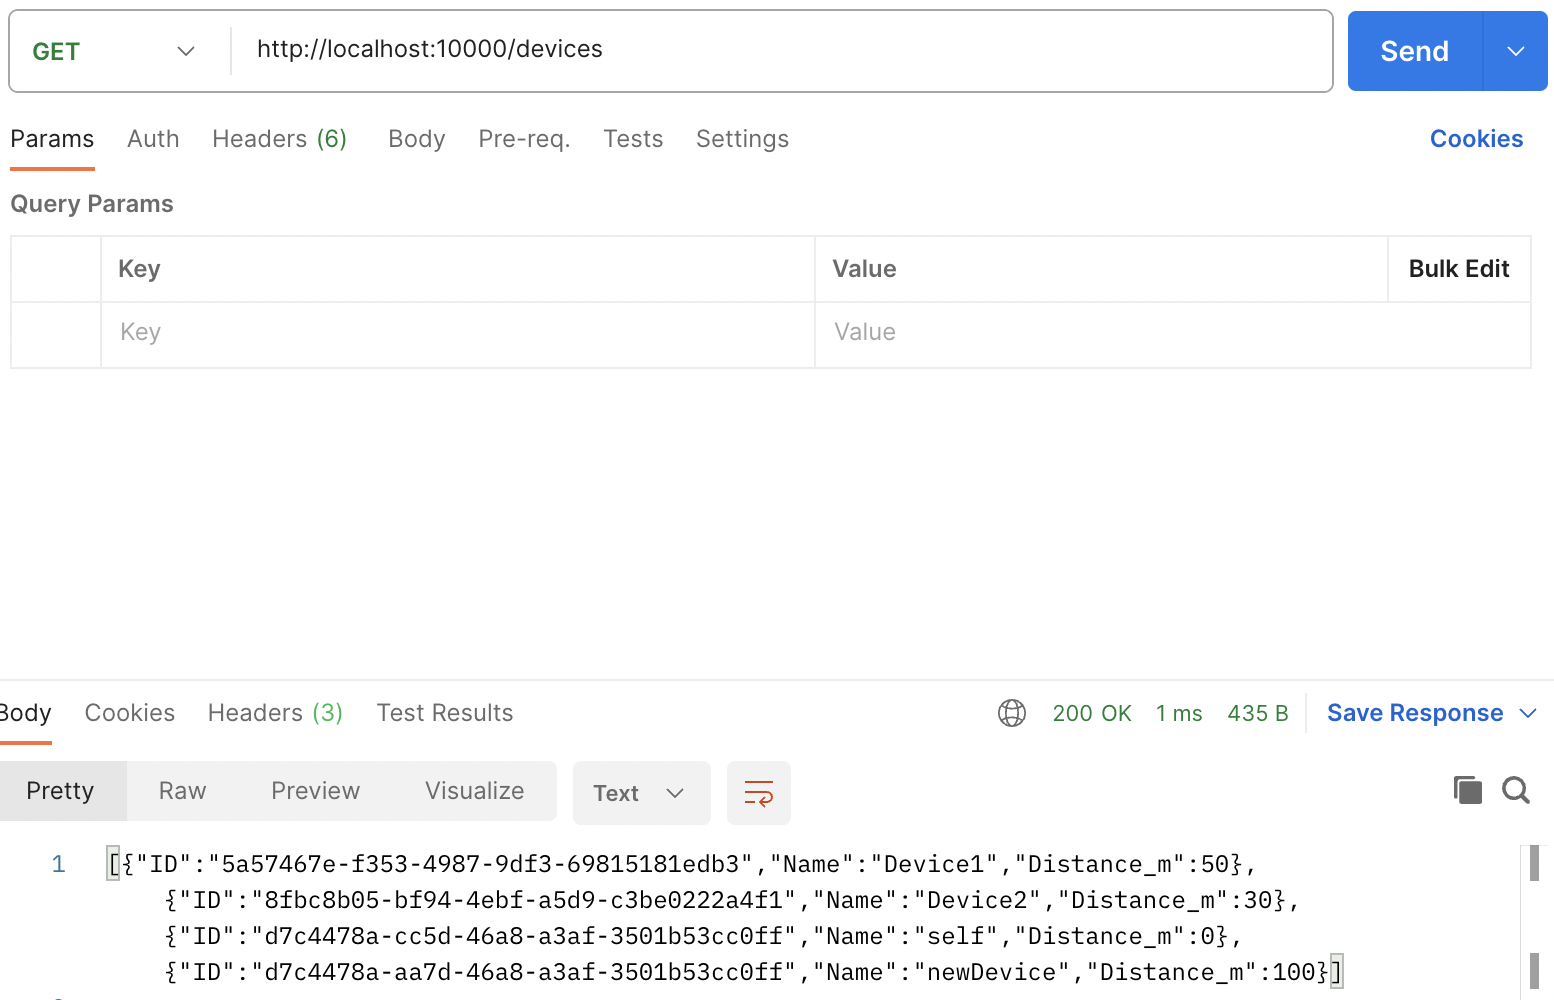 GET http://localhost:10000/devices Send
Params Auth Headers (6) Body Pre-req. Tests Settings Cookies
Query Params
Key Value Bulk Edit
Key Value
Body Cookies Headers (3) Test Results 200 OK 1 ms 435 B Save Response
Pretty Raw Preview Visualize Text
1 [{"ID":"5a57467e-f353-4987-9df3-69815181edb3","Name":"Device1","Distance_m":50},
{"ID":"8fbc8b05-bf94-4ebf-a5d9-c3be0222a4f1","Name":"Device2","Distance_m":30},
{"ID":"d7c4478a-cc5d-46a8-a3af-3501b53cc0ff","Name":"self","Distance_m":0},
{"ID":"d7c4478a-aa7d-46a8-a3af-3501b53cc0ff","Name":"newDevice","Distance_m":100}]